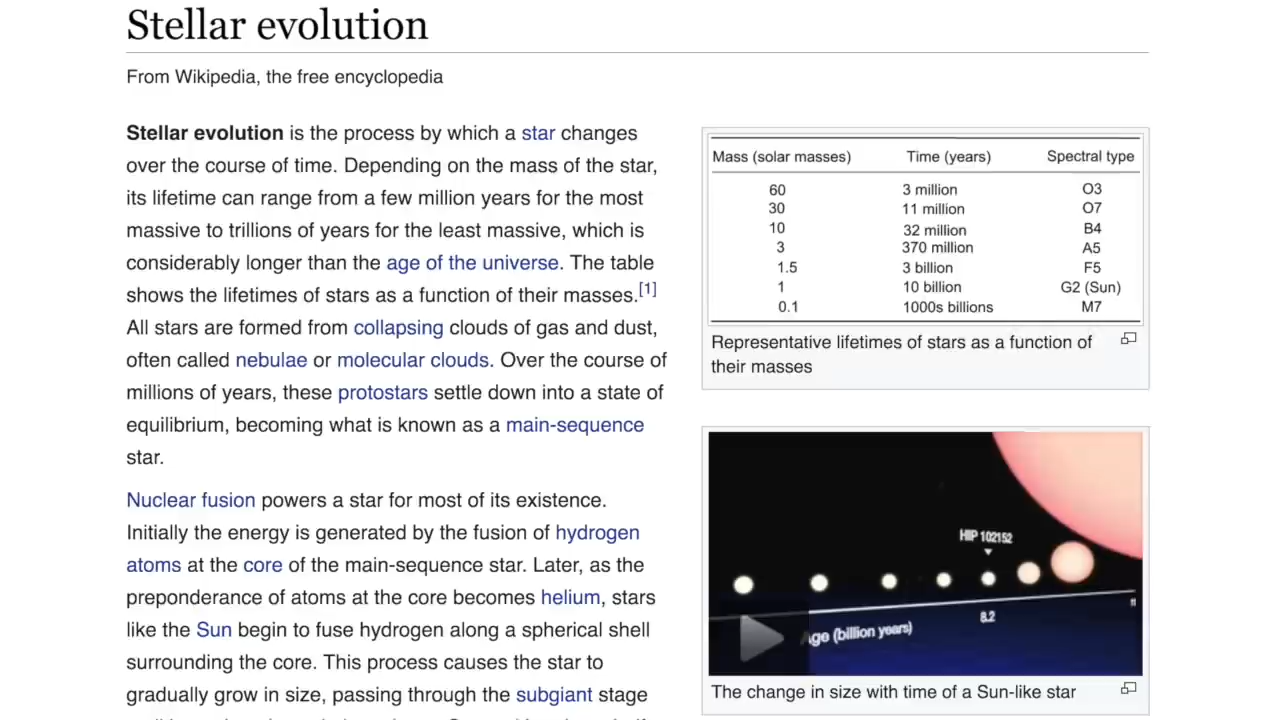 Stellar evolution
From Wikipedia, the free encyclopedia
Stellar evolution is the process by which a star changes
over the course of time. Depending on the mass of the star,
its lifetime can range from a few million years for the most
massive to trillions of years for the least massive, which is
considerably longer than the age of the universe. The table
shows the lifetimes of stars as a function of their masses.[1]
All stars are formed from collapsing clouds of gas and dust,
often called nebulae or molecular clouds. Over the course of
millions of years, these protostars settle down into a state of
equilibrium, becoming what is known as a main-sequence
star.
Nuclear fusion powers a star for most of its existence.
Initially the energy is generated by the fusion of hydrogen
atoms at the core of the main-sequence star. Later, as the
preponderance of atoms at the core becomes helium, stars
like the Sun begin to fuse hydrogen along a spherical shell
surrounding the core. This process causes the star to
gradually grow in size, passing through the subgiant stage
Mass (solar masses) Time (years) Spectral type
60 3 million O3
30 11 million O7
10 32 million B4
3 370 million A5
1.5 3 billion F5
1 10 billion G2 (Sun)
0.1 1000s billions M7
Representative lifetimes of stars as a function of
their masses
HIP 102152
8.2
Age (billion years)
The change in size with time of a Sun-like star